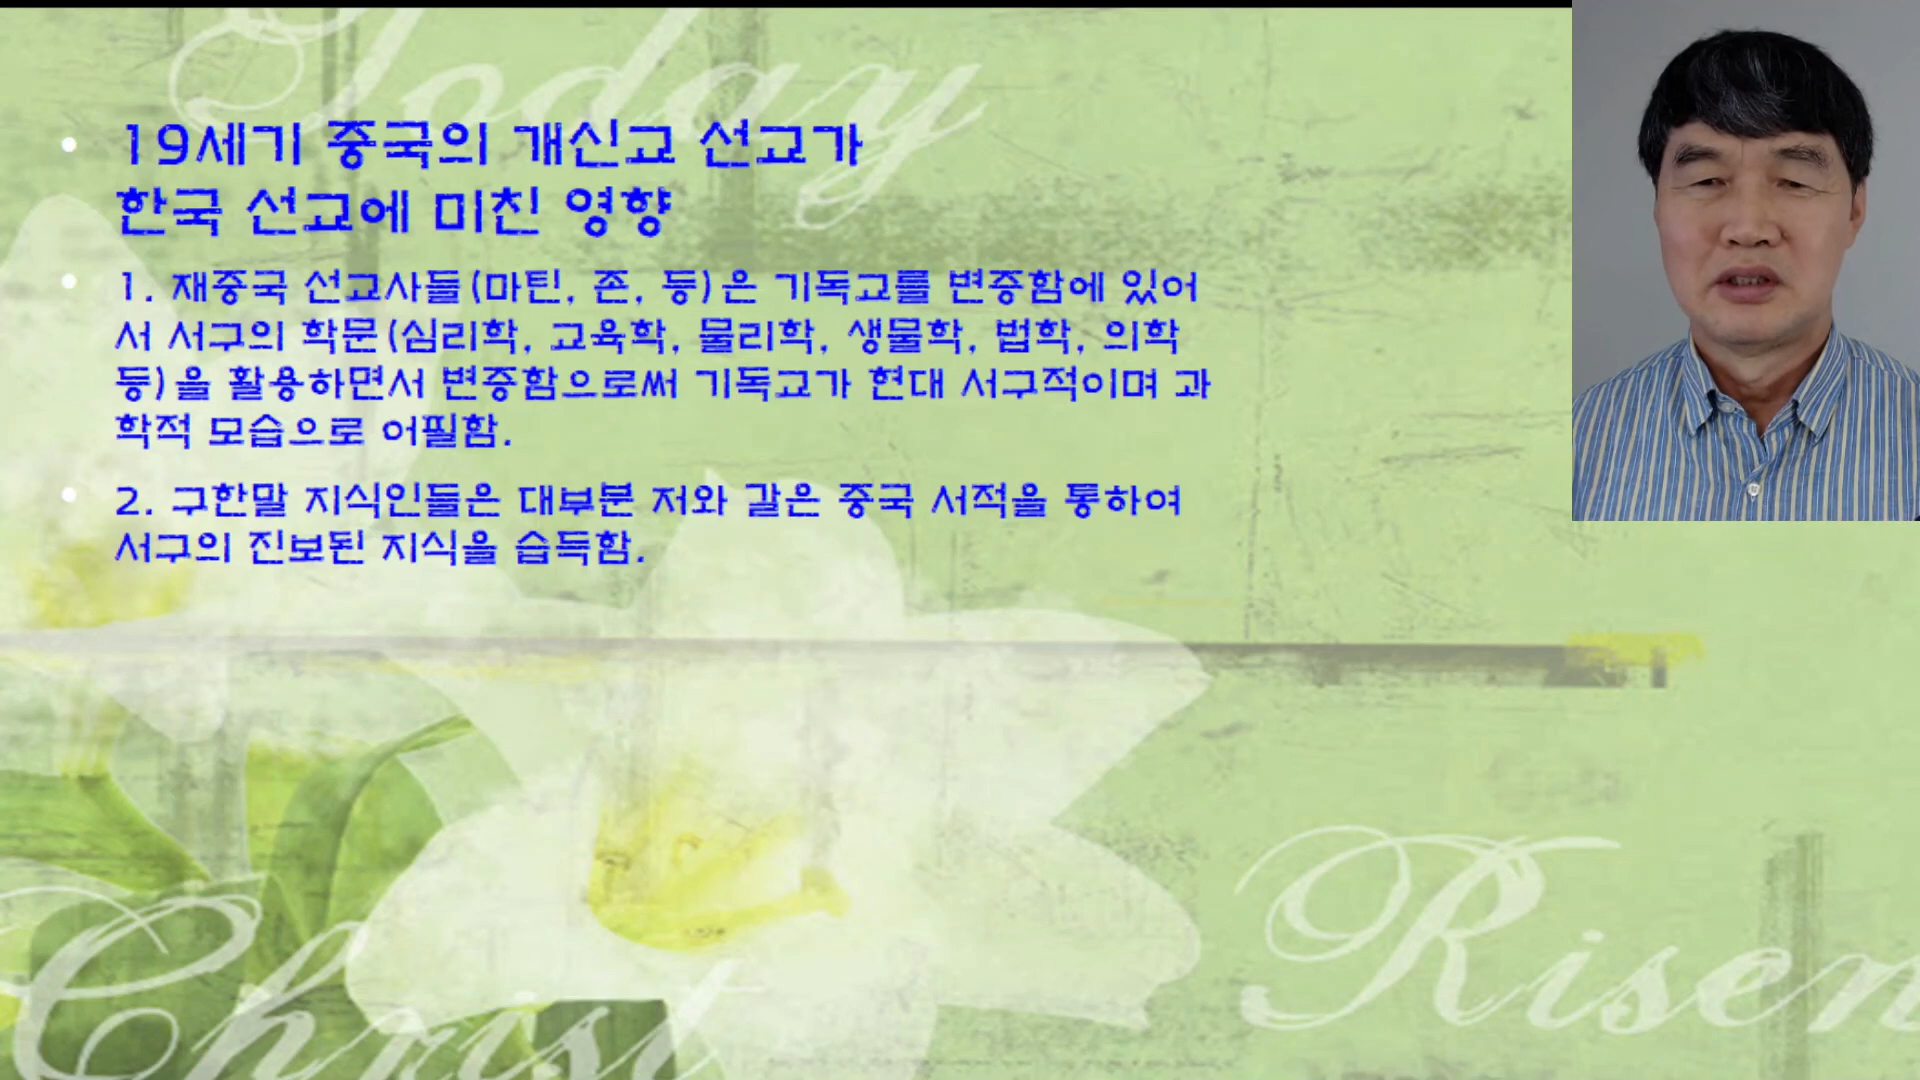 Today
19세기 중국의 개신교 선교가
한국 선교에 미친 영향
1. 재중국 선교사들(마틴, 존, 등)은 기독교를 변증함에 있어
서 서구의 학문(심리학, 교육학, 물리학, 생물학, 법학, 의학
등)을 활용하면서 변증함으로써 기독교가 현대 서구적이며 과
학적 모습으로 어필함.
2. 구한말 지식인들은 대부분 저와 같은 중국 서적을 통하여
서구의 진보된 지식을 습득함.
Christ
Risen